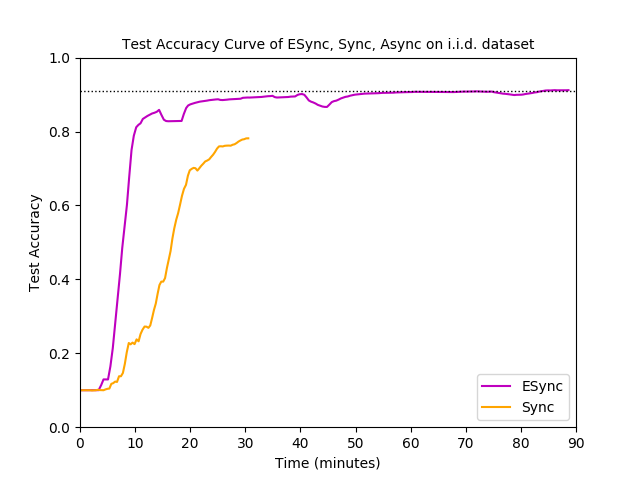 Test Accuracy Curve of ESync, Sync, Async on i.i.d. dataset
1.0
0.8
0.6
0.4
0.2
0.0
Test Accuracy
0 10 20 30 40 50 60 70 80 90
Time (minutes)
ESync
Sync